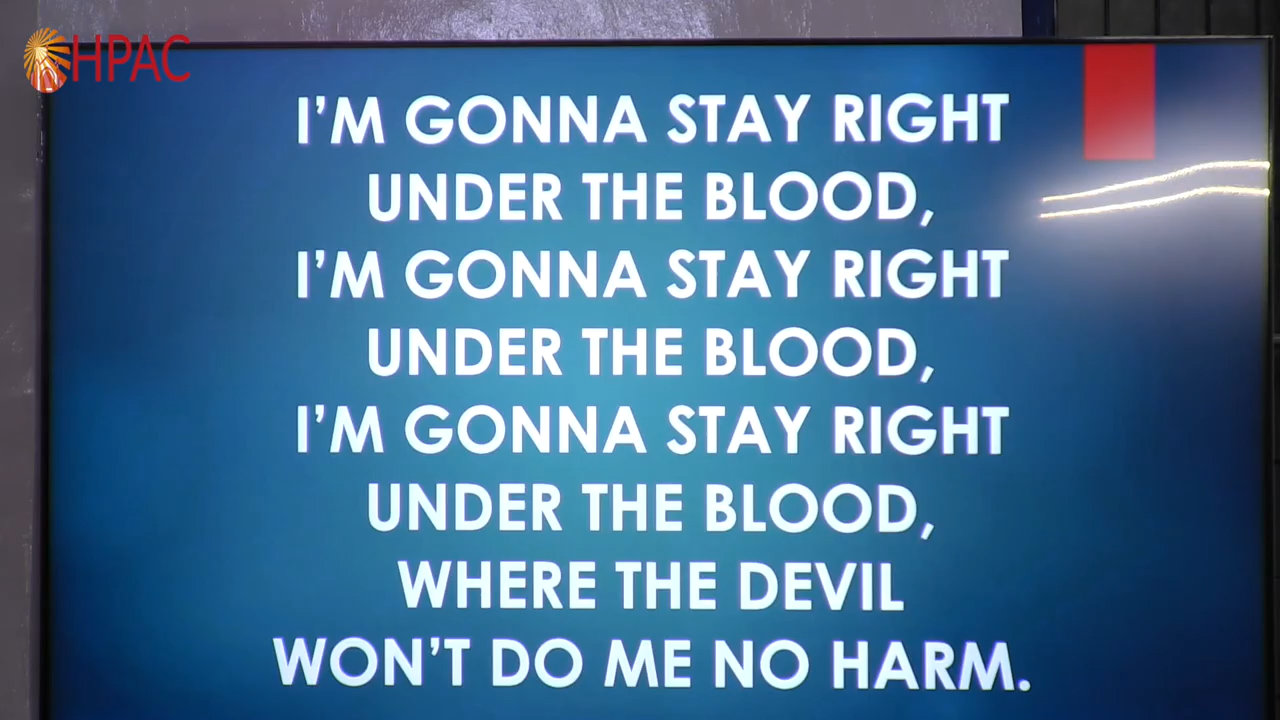 HPAC
I'M GONNA STAY RIGHT
UNDER THE BLOOD,
I'M GONNA STAY RIGHT
UNDER THE BLOOD,
I'M GONNA STAY RIGHT
UNDER THE BLOOD,
WHERE THE DEVIL
WON'T DO ME NO HARM.